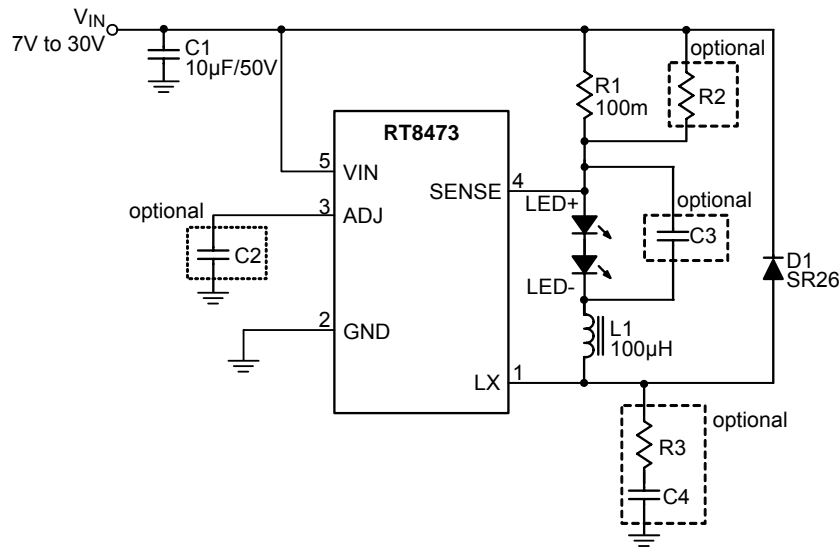 VIN
7V to 30V
C1
10µF/50V
optional
R1
100m
R2
RT8473
5
VIN
4
SENSE
LED+
optional
C3
optional
3
ADJ
C2
LED-
D1
SR26
2
GND
L1
100µH
1
LX
optional
R3
C4